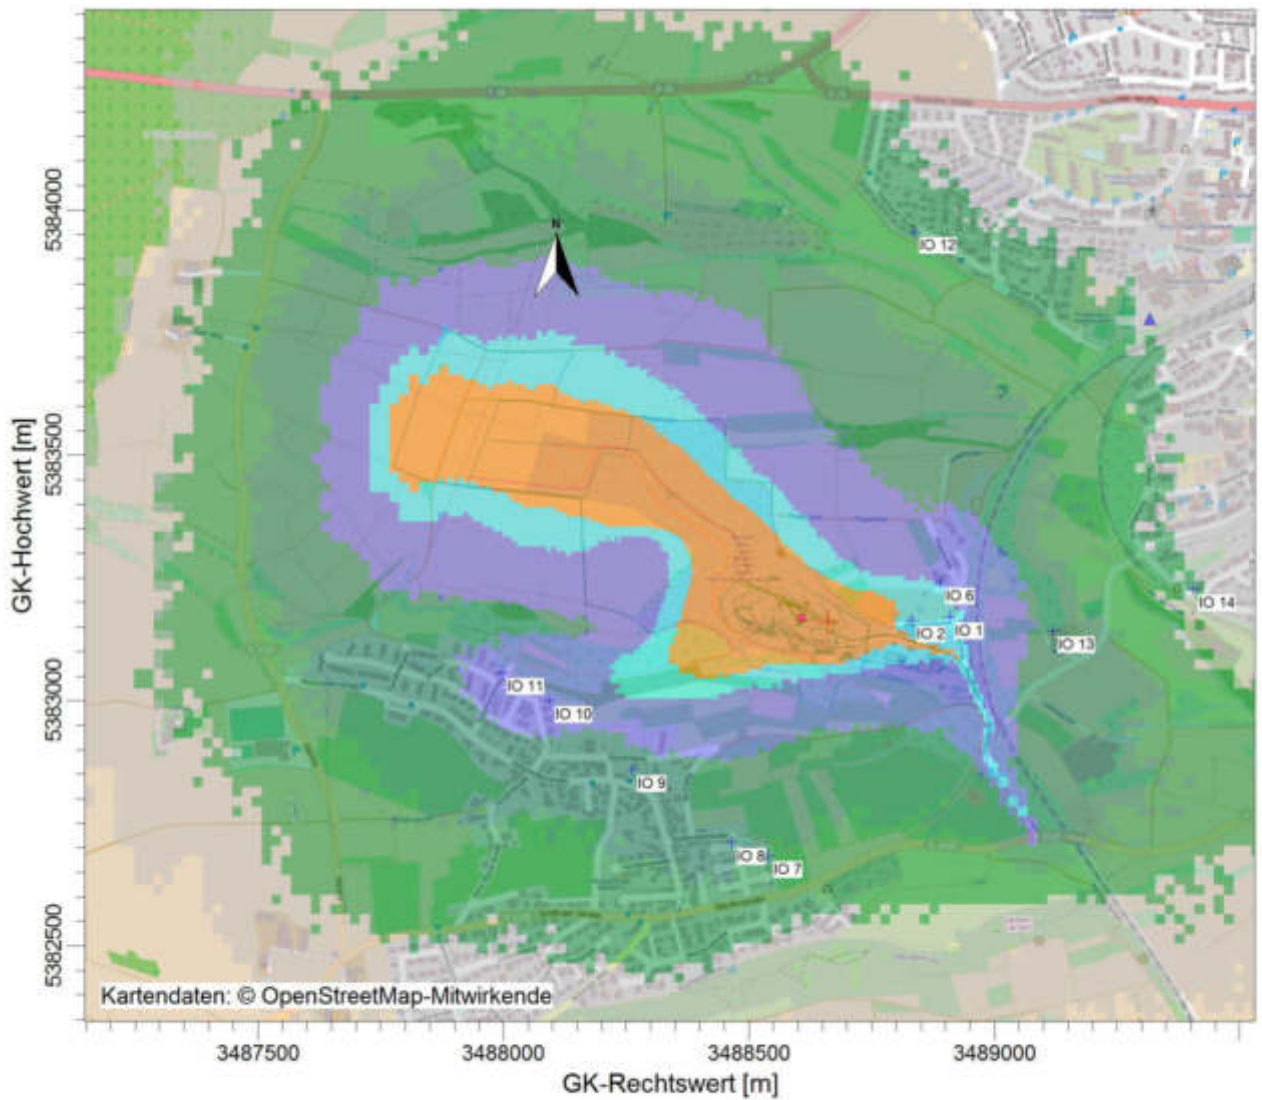 5384000
N
IO 12
GK-Hochwert [m]
5383500
IO 6
IO 14
IO 2
IO 1
IO 13
5383000
IO 11
IO 10
IO 9
IO 8
IO 7
5382500
Kartendaten: © OpenStreetMap-Mitwirkende
3487500
3488000
3488500
3489000
GK-Rechtswert [m]